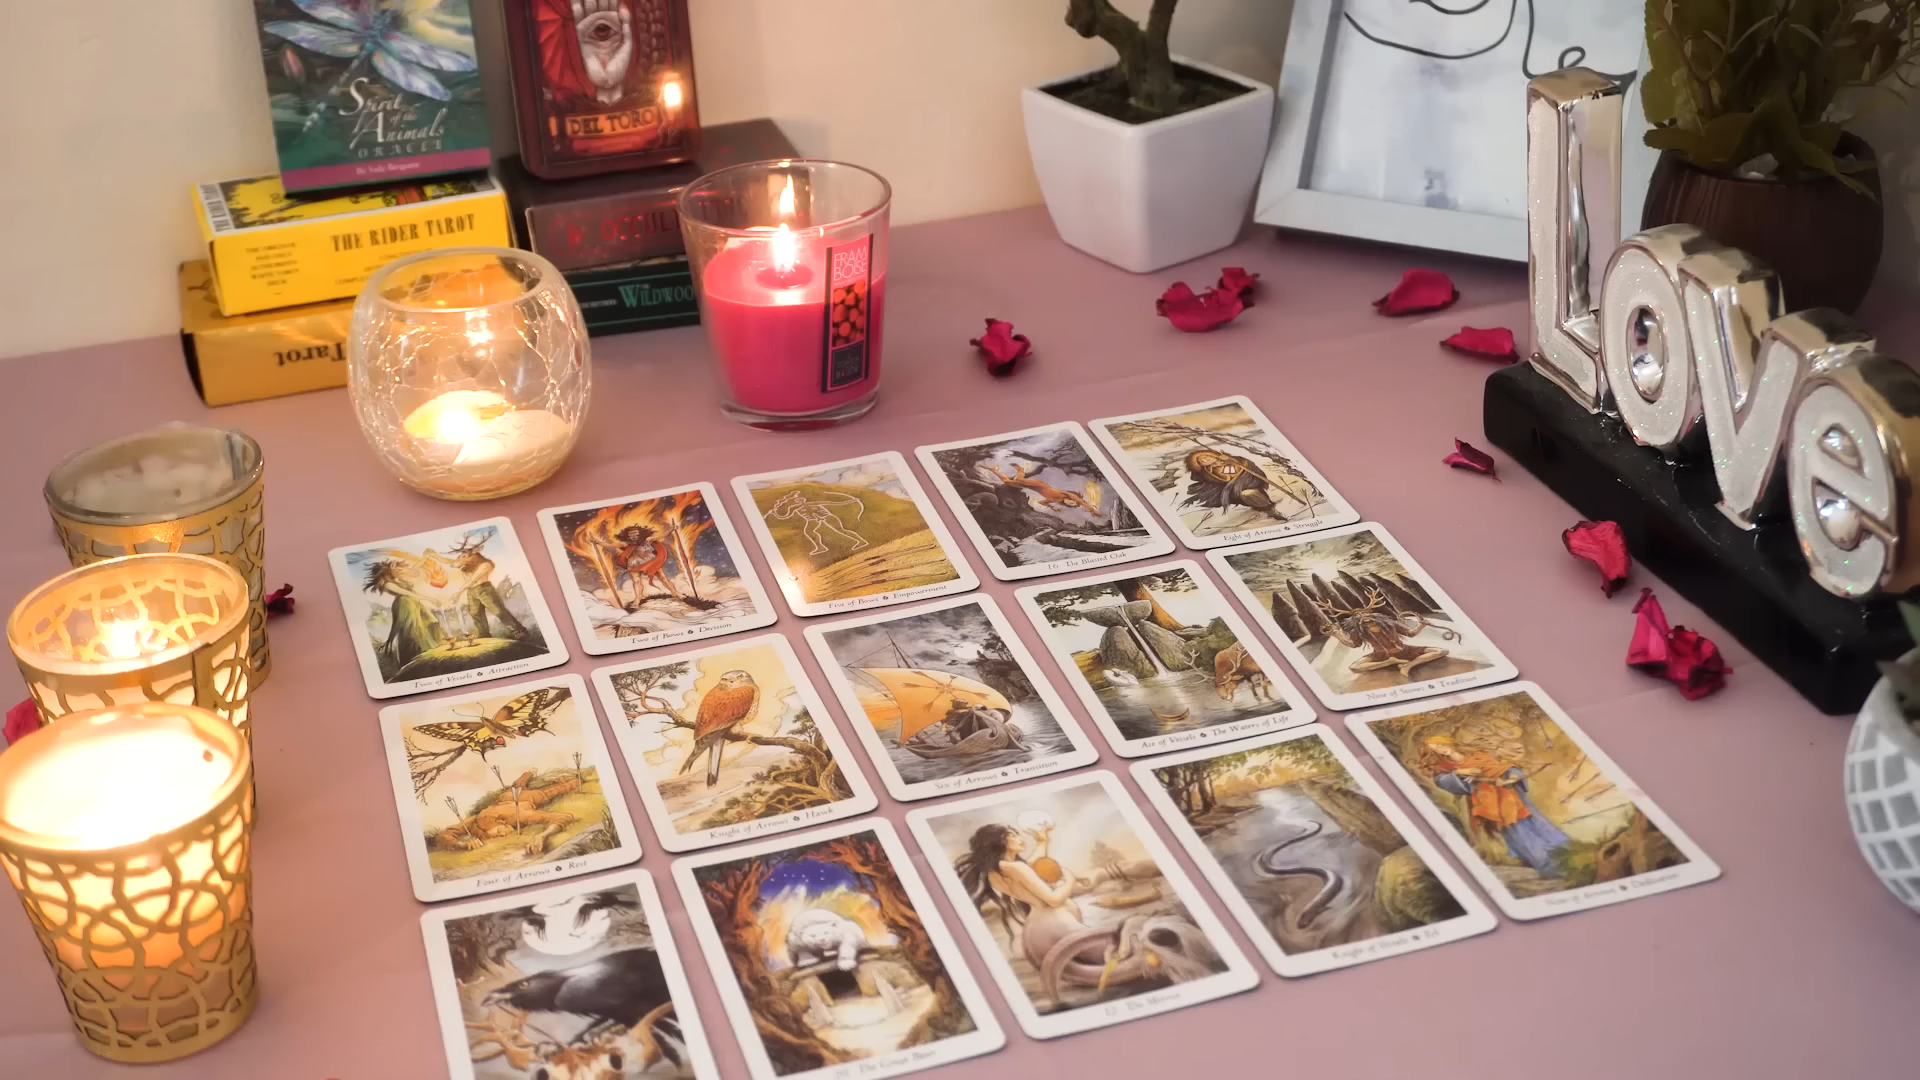 Spirit
of the
Animals
ORACLE
DEL TORO
THE RIDER TAROT
OCCULT
WILDWOO
Tarot
FRAM
BOISE
Love
Two of Vessels Attraction
Two of Bows Decision
Five of Bows Empowerment
16 The Blasted Oak
Eight of Arrows Struggle
Four of Arrows Rest
Knight of Arrows Hawk
Six of Arrows Transition
Ace of Vessels The Waters of Life
Nine of Stones Tradition
The Great Bear
12 The Mirror
Knight of Vessels Eel
Nine of Arrows Dedication